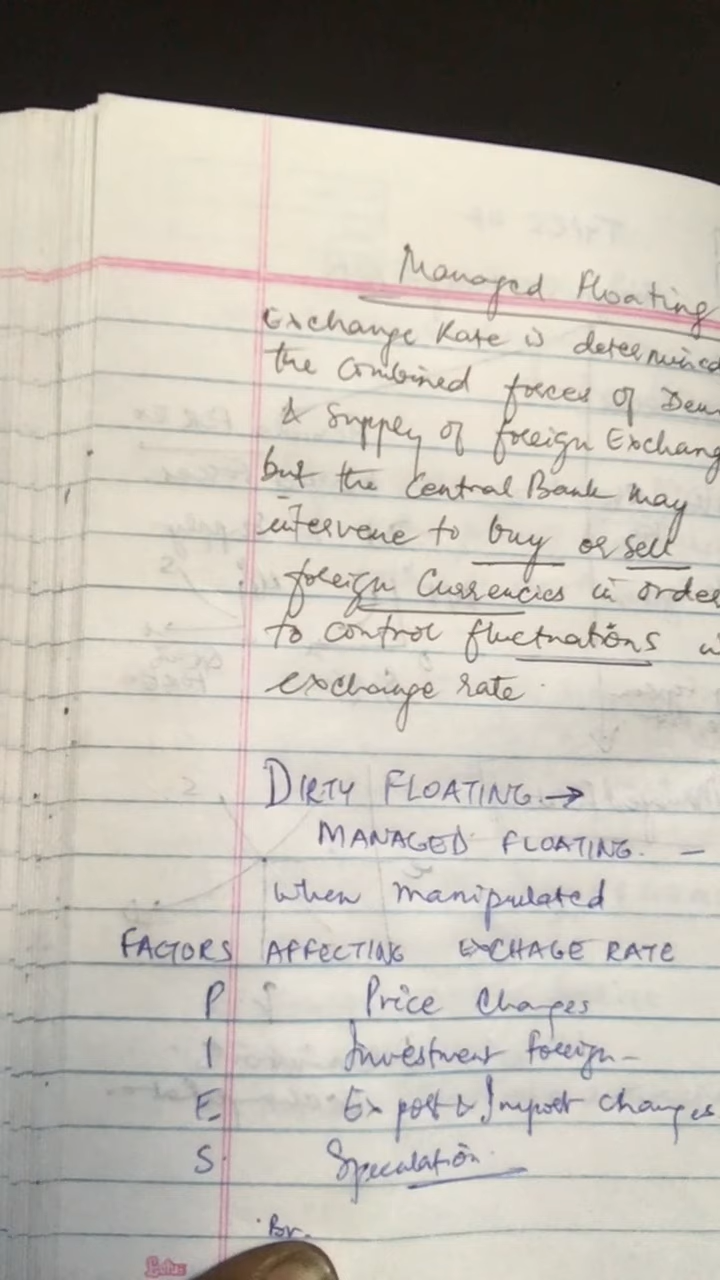 Managed Floating
Exchange Rate is determined
the combined forces of Dem
& Supply of foreign Exchang
but the Central Bank may
intervene to buy or sell
foreign Currencies in order
to control fluctuations
exchange rate.
DIRTY FLOATING →
MANAGED FLOATING. —
when manipulated
FACTORS AFFECTING EXCHAGE RATE
P Price Changes
I Investment foreign -
E Export & Import changes
S Speculation.